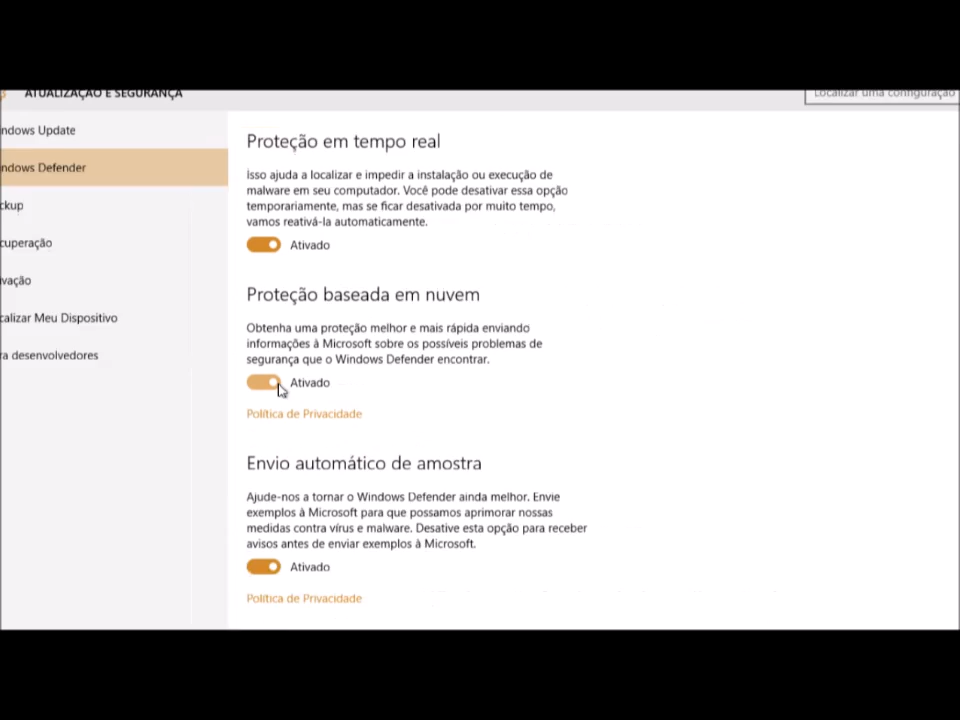 ATUALIZAÇÃO E SEGURANÇA
Localizar uma configuração
ndows Update
ndows Defender
ckup
cuperação
vação
calizar Meu Dispositivo
ra desenvolvedores
Proteção em tempo real
Isso ajuda a localizar e impedir a instalação ou execução de
malware em seu computador. Você pode desativar essa opção
temporariamente, mas se ficar desativada por muito tempo,
vamos reativá-la automaticamente.
Ativado
Proteção baseada em nuvem
Obtenha uma proteção melhor e mais rápida enviando
informações à Microsoft sobre os possíveis problemas de
segurança que o Windows Defender encontrar.
Ativado
Política de Privacidade
Envio automático de amostra
Ajude-nos a tornar o Windows Defender ainda melhor. Envie
exemplos à Microsoft para que possamos aprimorar nossas
medidas contra vírus e malware. Desative esta opção para receber
avisos antes de enviar exemplos à Microsoft.
Ativado
Política de Privacidade